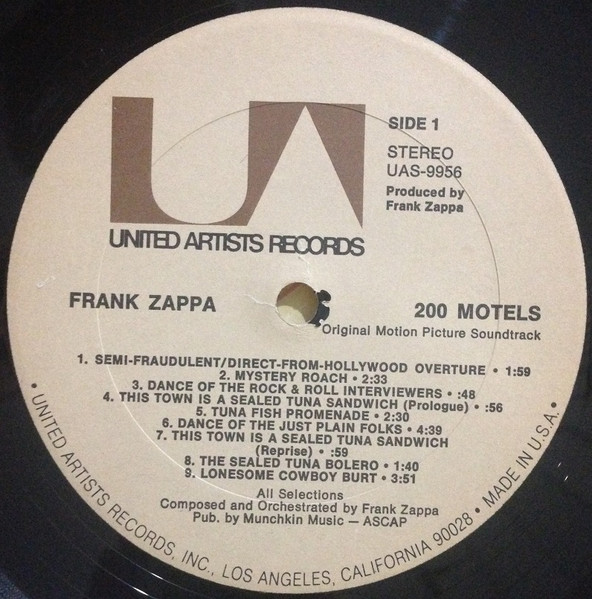 UA
UNITED ARTISTS RECORDS
SIDE 1
STEREO
UAS-9956
Produced by
Frank Zappa
FRANK ZAPPA
200 MOTELS
Original Motion Picture Soundtrack
1. SEMI-FRAUDULENT/DIRECT-FROM-HOLLYWOOD OVERTURE • 1:59
2. MYSTERY ROACH • 2:33
3. DANCE OF THE ROCK & ROLL INTERVIEWERS • :48
4. THIS TOWN IS A SEALED TUNA SANDWICH (Prologue) • :56
5. TUNA FISH PROMENADE • 2:30
6. DANCE OF THE JUST PLAIN FOLKS • 4:39
7. THIS TOWN IS A SEALED TUNA SANDWICH
(Reprise) • :59
8. THE SEALED TUNA BOLERO • 1:40
9. LONESOME COWBOY BURT • 3:51
All Selections
Composed and Orchestrated by Frank Zappa
Pub. by Munchkin Music — ASCAP
• UNITED ARTISTS RECORDS, INC., LOS ANGELES, CALIFORNIA 90028 • MADE IN U.S.A. •